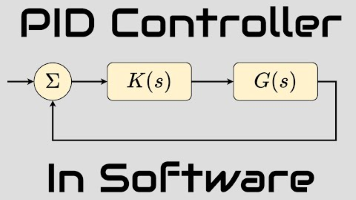 PID Controller
Σ K(s) G(s)
In Software